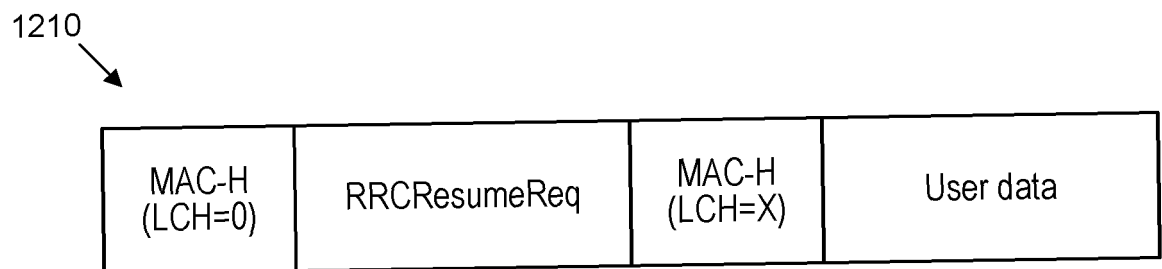 1210
MAC-H
(LCH=0)
RRCResumeReq
MAC-H
(LCH=X)
User data